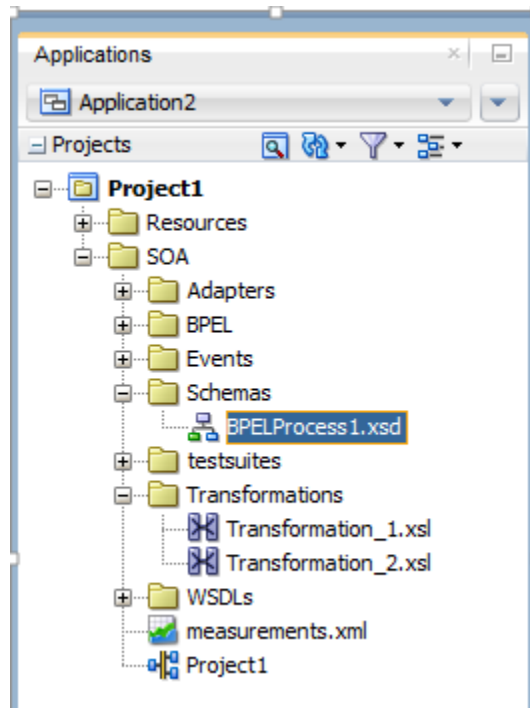 Applications
Application2
Projects
Project1
Resources
SOA
Adapters
BPEL
Events
Schemas
BPELProcess1.xsd
testsuites
Transformations
Transformation_1.xsl
Transformation_2.xsl
WSDLs
measurements.xml
Project1